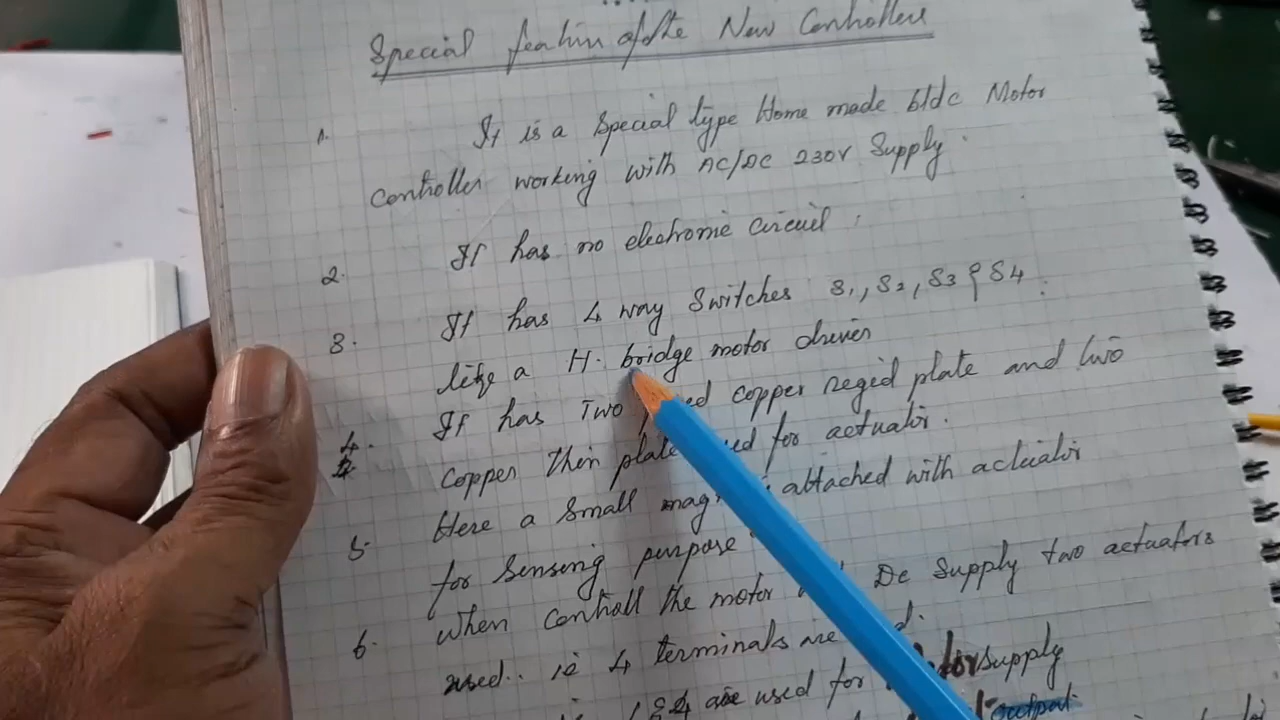 Special feature of the New Controller
1. It is a Special type Home made bldc Motor
Controller working with AC/DC 230V Supply.
2. It has no electronic circuit.
3. It has 4 way Switches S1, S2, S3 & S4.
like a H. bridge motor driver
4. It has Two copper regid plate and two
Copper thin plate for actuator.
5. Here a Small attached with actuator
for Sensing purpose.
6. When Controll the motor DC Supply two actuators
used.. ie 4 terminals are
are used for Supply
output.